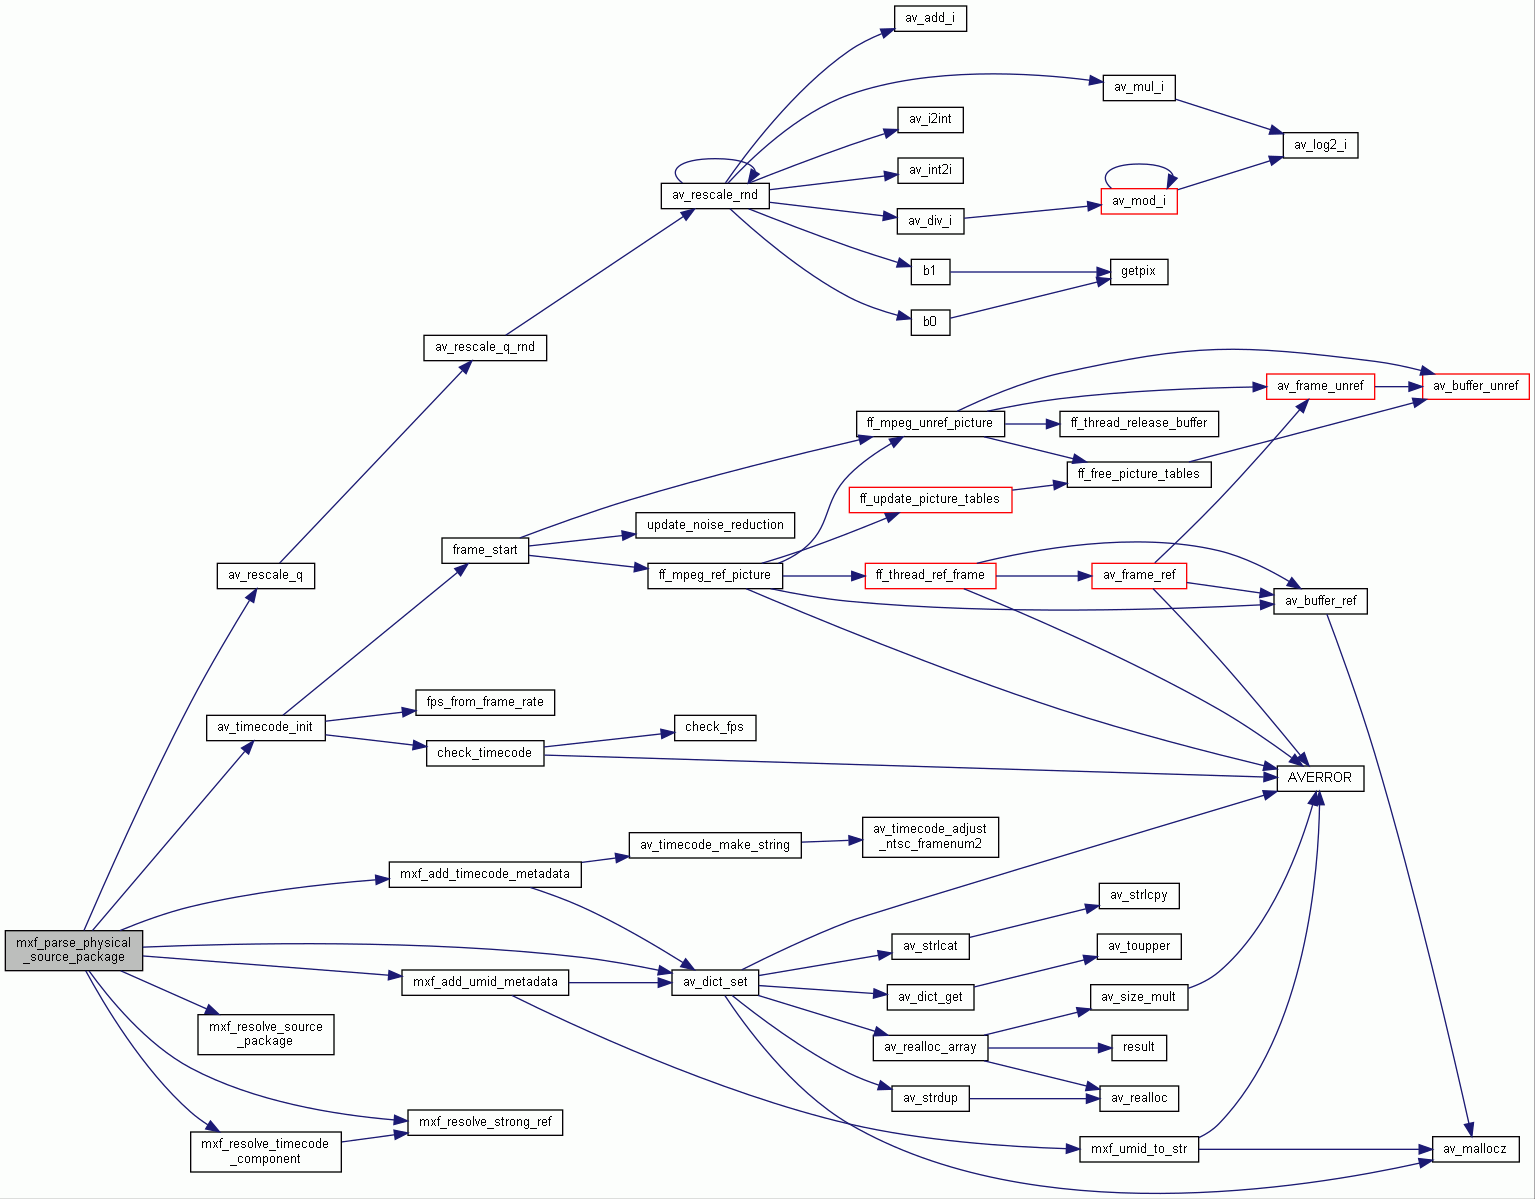 av_add_i
av_mul_i
av_i2int
av_log2_i
av_int2i
av_rescale_rnd
av_mod_i
av_div_i
b1
getpix
b0
av_rescale_q_rnd
av_frame_unref
av_buffer_unref
ff_mpeg_unref_picture
ff_thread_release_buffer
ff_free_picture_tables
ff_update_picture_tables
update_noise_reduction
frame_start
av_rescale_q
ff_mpeg_ref_picture
ff_thread_ref_frame
av_frame_ref
av_buffer_ref
fps_from_frame_rate
av_timecode_init
check_fps
check_timecode
AVERROR
av_timecode_adjust
_ntsc_framenum2
av_timecode_make_string
mxf_add_timecode_metadata
av_strlcpy
mxf_parse_physical
_source_package
av_strlcat
av_toupper
mxf_add_umid_metadata
av_dict_set
av_dict_get
av_size_mult
mxf_resolve_source
_package
av_realloc_array
result
av_strdup
av_realloc
mxf_resolve_strong_ref
mxf_resolve_timecode
_component
mxf_umid_to_str
av_mallocz